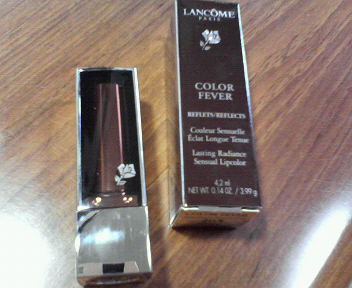 LANCÔME
PARIS
COLOR
FEVER
REFLETS/REFLECTS
Couleur Sensuelle
Éclat Longue Tenue
Lasting Radiance
Sensual Lipcolor
4,2 ml
NET WT. 0.14 OZ. / 3.99 g